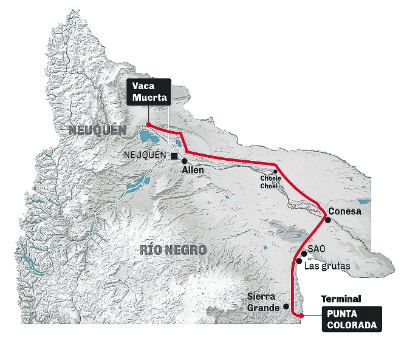 Vaca
Muerta
NEUQUÉN
NEUQUÉN
Allen
Choele
Choel
Conesa
RÍO NEGRO
SAO
Las grutas
Sierra
Grande
Terminal
PUNTA
COLORADA